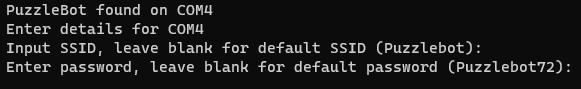 PuzzleBot found on COM4
Enter details for COM4
Input SSID, leave blank for default SSID (Puzzlebot):
Enter password, leave blank for default password (Puzzlebot72):